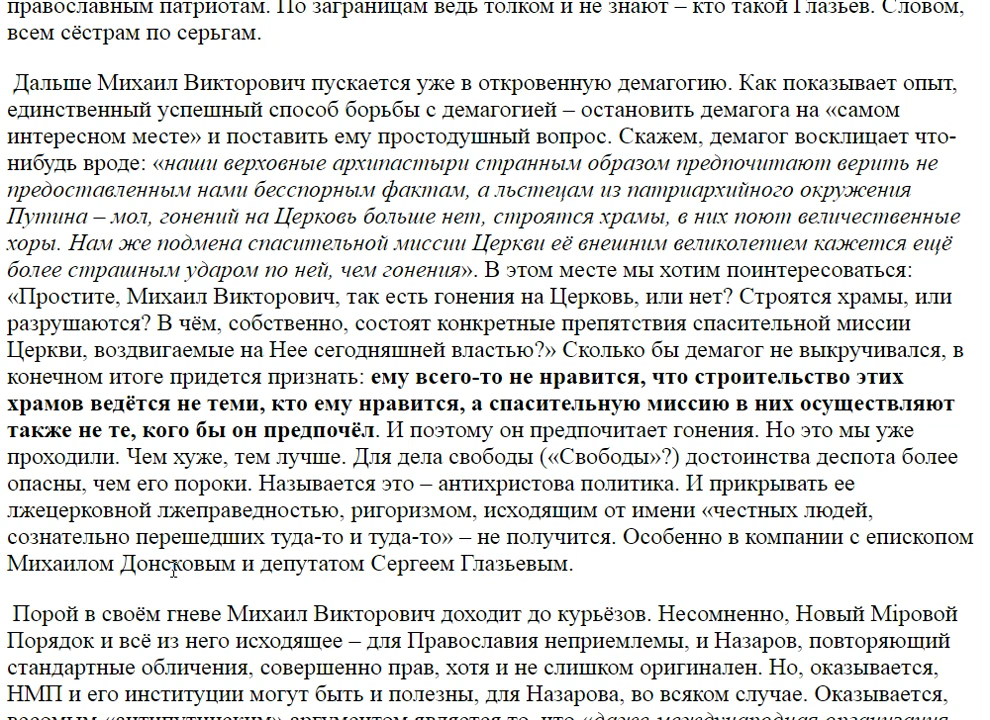 православным патриотам. По заграницам ведь толком и не знают – кто такой Глазьев. Словом,
всем сёстрам по серьгам.
Дальше Михаил Викторович пускается уже в откровенную демагогию. Как показывает опыт,
единственный успешный способ борьбы с демагогией – остановить демагога на «самом
интересном месте» и поставить ему простодушный вопрос. Скажем, демагог восклицает что-
нибудь вроде: «наши верховные архипастыри странным образом предпочитают верить не
предоставленным нами бесспорным фактам, а льстецам из патриархийного окружения
Путина – мол, гонений на Церковь больше нет, строятся храмы, в них поют величественные
хоры. Нам же подмена спасительной миссии Церкви её внешним великолепием кажется ещё
более страшным ударом по ней, чем гонения». В этом месте мы хотим поинтересоваться:
«Простите, Михаил Викторович, так есть гонения на Церковь, или нет? Строятся храмы, или
разрушаются? В чём, собственно, состоят конкретные препятствия спасительной миссии
Церкви, воздвигаемые на Нее сегодняшней властью?» Сколько бы демагог не выкручивался, в
конечном итоге придется признать: ему всего-то не нравится, что строительство этих
храмов ведётся не теми, кто ему нравится, а спасительную миссию в них осуществляют
также не те, кого бы он предпочёл. И поэтому он предпочитает гонения. Но это мы уже
проходили. Чем хуже, тем лучше. Для дела свободы («Свободы»?) достоинства деспота более
опасны, чем его пороки. Называется это – антихристова политика. И прикрывать ее
лжецерковной лжеправедностью, ригоризмом, исходящим от имени «честных людей,
сознательно перешедших туда-то и туда-то» – не получится. Особенно в компании с епископом
Михаилом Донсковым и депутатом Сергеем Глазьевым.
Порой в своём гневе Михаил Викторович доходит до курьёзов. Несомненно, Новый Мiровой
Порядок и всё из него исходящее – для Православия неприемлемы, и Назаров, повторяющий
стандартные обличения, совершенно прав, хотя и не слишком оригинален. Но, оказывается,
НМП и его институции могут быть и полезны, для Назарова, во всяком случае. Оказывается,
весомым «антипутинским» аргументом является то, что «даже международная организация